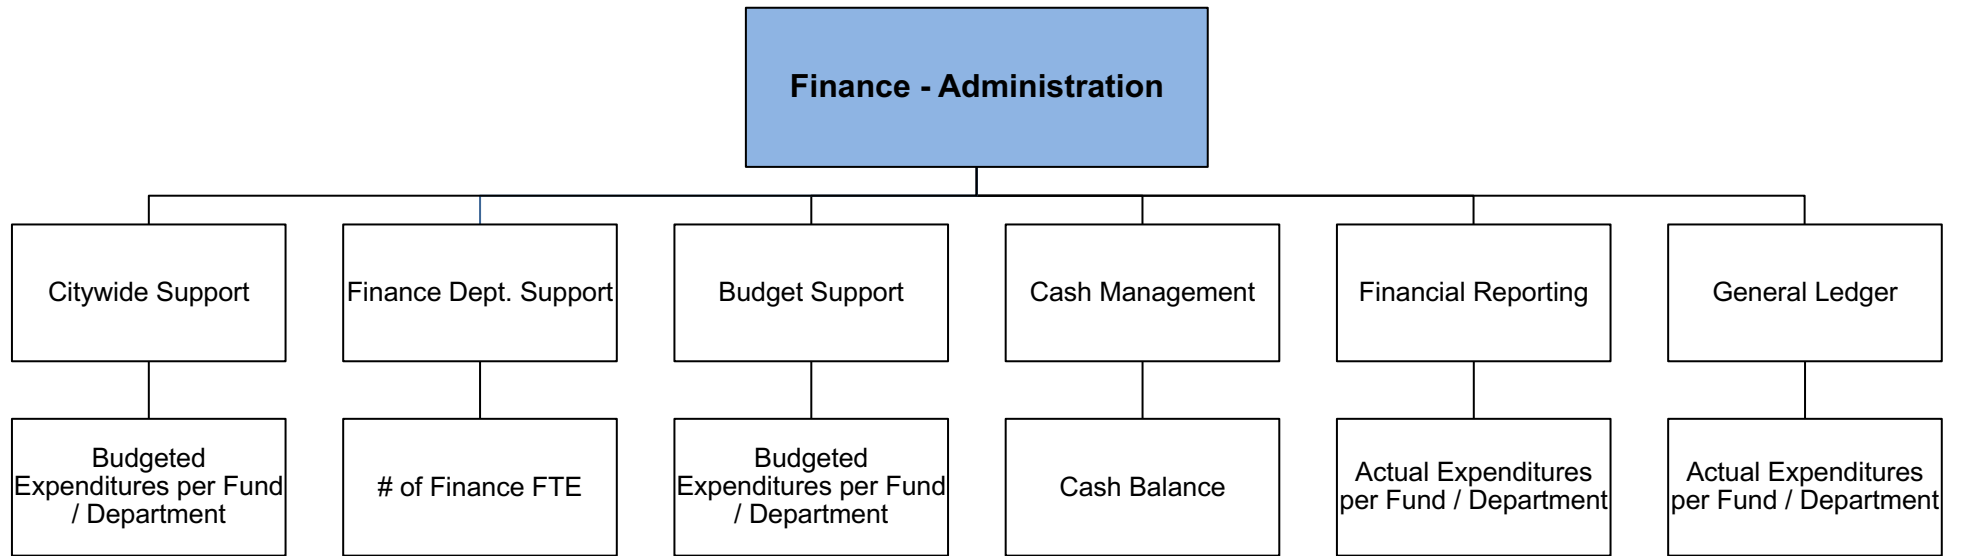 Finance - Administration
Citywide Support
Finance Dept. Support
Budget Support
Cash Management
Financial Reporting
General Ledger
Budgeted
Expenditures per Fund
/ Department
# of Finance FTE
Budgeted
Expenditures per Fund
/ Department
Cash Balance
Actual Expenditures
per Fund / Department
Actual Expenditures
per Fund / Department